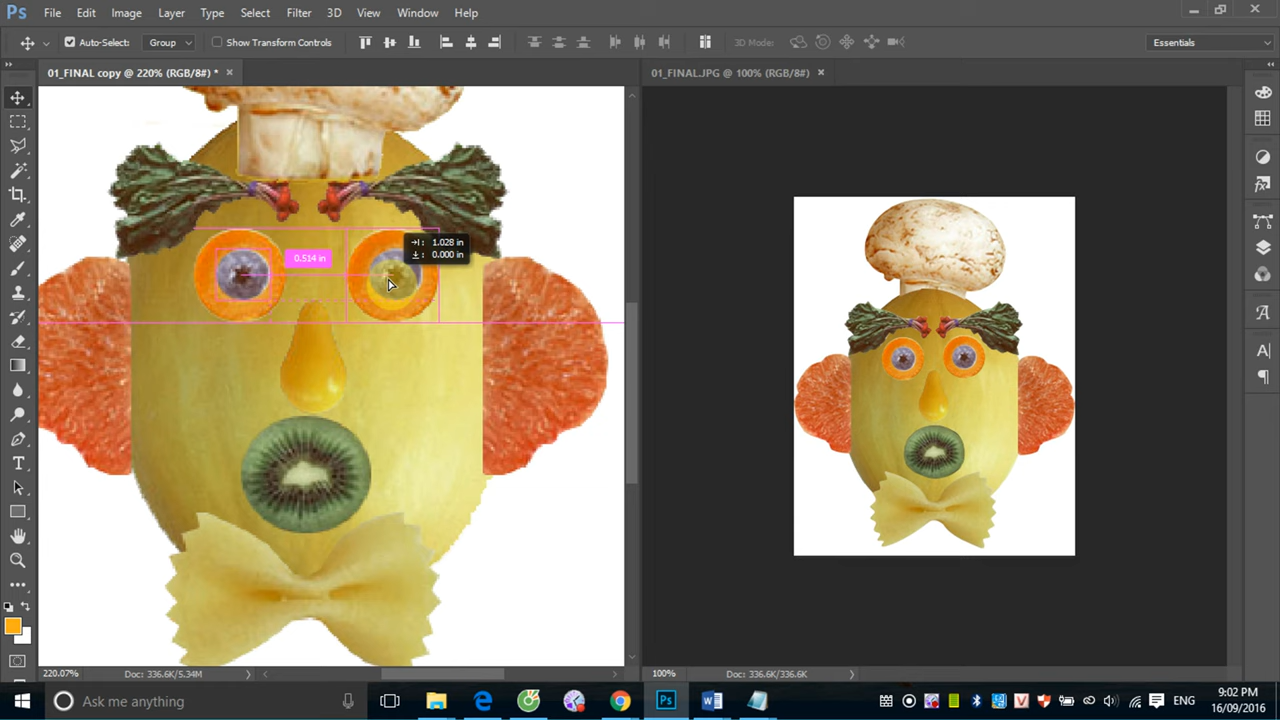 Ps File Edit Image Layer Type Select Filter 3D View Window Help
Auto-Select: Group Show Transform Controls 3D Mode: Essentials
01_FINAL copy @ 220% (RGB/8#) * × 01_FINAL.JPG @ 100% (RGB/8#) ×
1.028 in
0.000 in
0.514 in
220.07% Doc: 336.6K/5.34M 100% Doc: 336.6K/336.6K
Ask me anything ENG
9:02 PM
16/09/2016